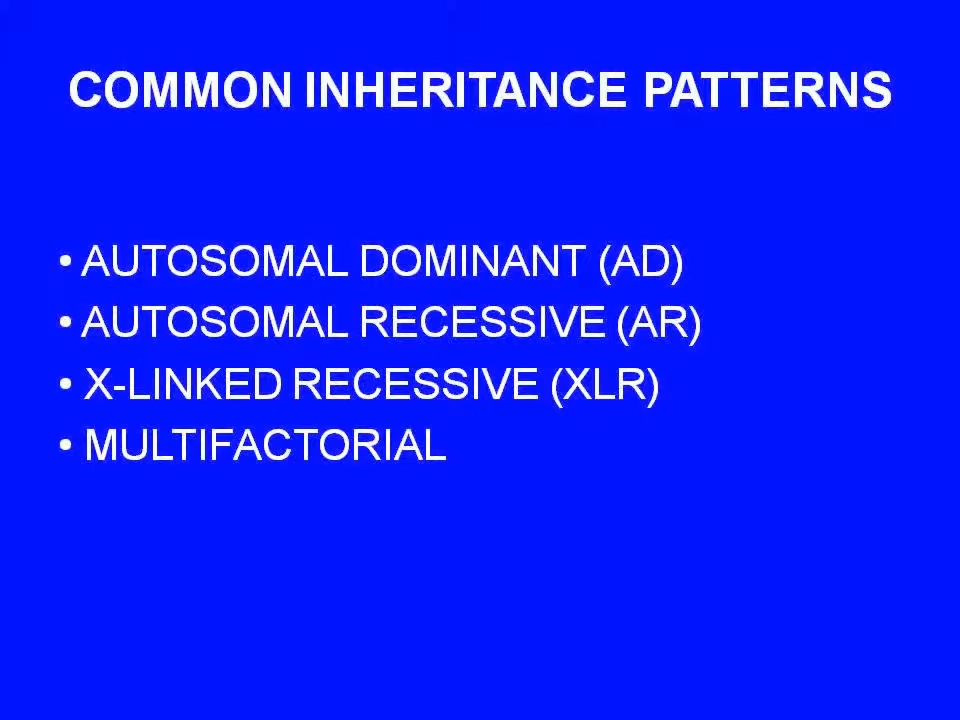 COMMON INHERITANCE PATTERNS
• AUTOSOMAL DOMINANT (AD)
• AUTOSOMAL RECESSIVE (AR)
• X-LINKED RECESSIVE (XLR)
• MULTIFACTORIAL